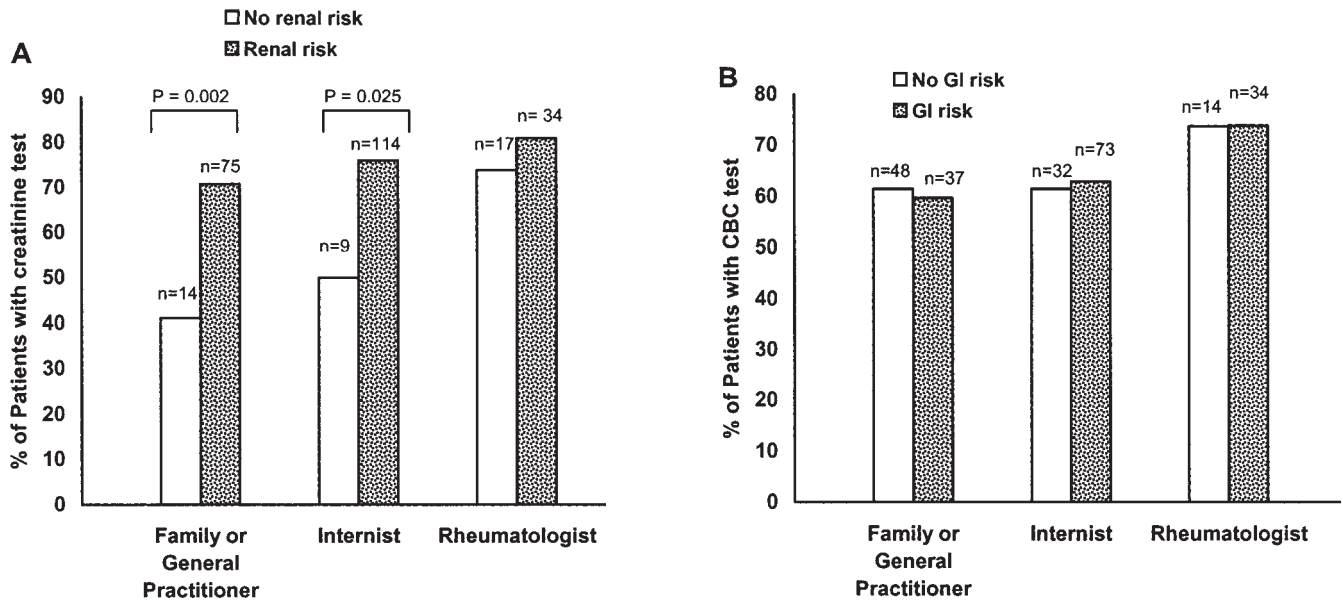 No renal risk
Renal risk
A
P = 0.002
P = 0.025
90
80
70
60
50
40
30
20
10
0
% of Patients with creatinine test
n=14
n=75
n=9
n=114
n=17
n= 34
Family or
General
Practitioner
Internist
Rheumatologist
B
No GI risk
GI risk
80
70
60
50
40
30
20
10
0
% of Patients with CBC test
n=48
n=37
n=32
n=73
n=14
n=34
Family or
General
Practitioner
Internist
Rheumatologist